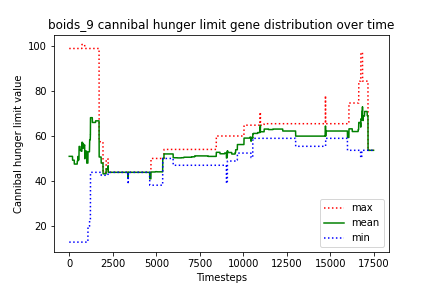 boids_9 cannibal hunger limit gene distribution over time
Cannibal hunger limit value
100
80
60
40
20
max
mean
min
0 2500 5000 7500 10000 12500 15000 17500
Timesteps